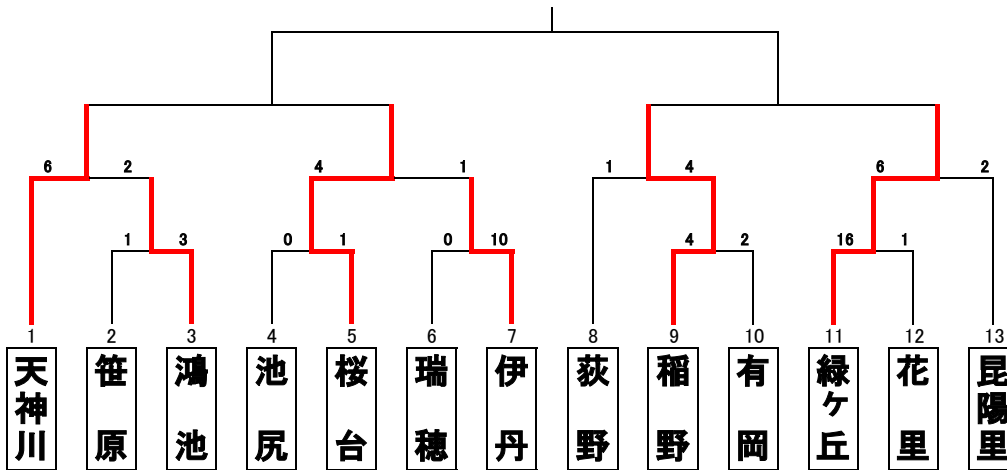 6 2 4 1 1 4 6 2
1 3 0 1 0 10 4 2 16 1
1 2 3 4 5 6 7 8 9 10 11 12 13
天神川
笹原
鴻池
池尻
桜台
瑞穂
伊丹
荻野
稲野
有岡
緑ケ丘
花里
昆陽里